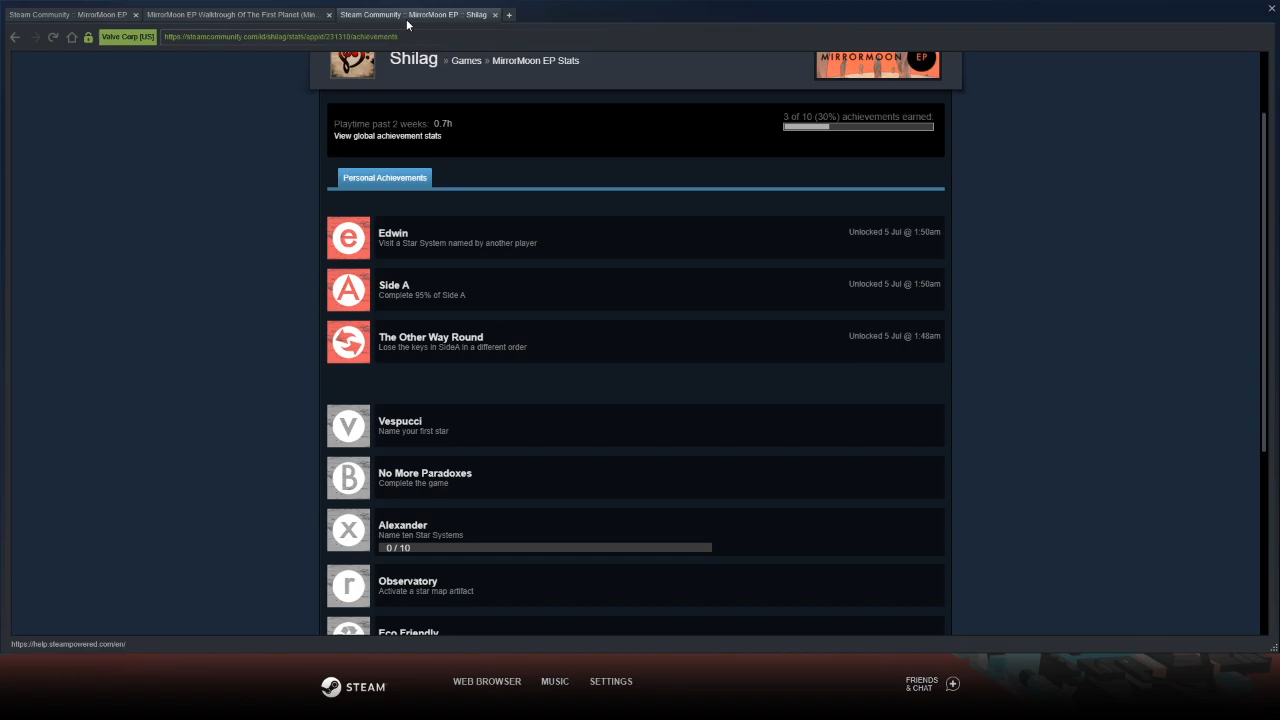 Steam Community :: MirrorMoon EP
MirrorMoon EP Walktrough Of The First Planet (Min...
Steam Community :: MirrorMoon EP :: Shilag
Valve Corp [US]
https://steamcommunity.com/id/shilag/stats/appid/231310/achievements
Shilag » Games » MirrorMoon EP Stats
MIRRORMOON EP
Playtime past 2 weeks: 0.7h
View global achievement stats
3 of 10 (30%) achievements earned:
Personal Achievements
e
Edwin
Visit a Star System named by another player
Unlocked 5 Jul @ 1:50am
A
Side A
Complete 95% of Side A
Unlocked 5 Jul @ 1:50am
The Other Way Round
Lose the keys in SideA in a different order
Unlocked 5 Jul @ 1:48am
V
Vespucci
Name your first star
B
No More Paradoxes
Complete the game
x
Alexander
Name ten Star Systems
0 / 10
r
Observatory
Activate a star map artifact
Eco Friendly
https://help.steampowered.com/en/
STEAM
WEB BROWSER
MUSIC
SETTINGS
FRIENDS
& CHAT